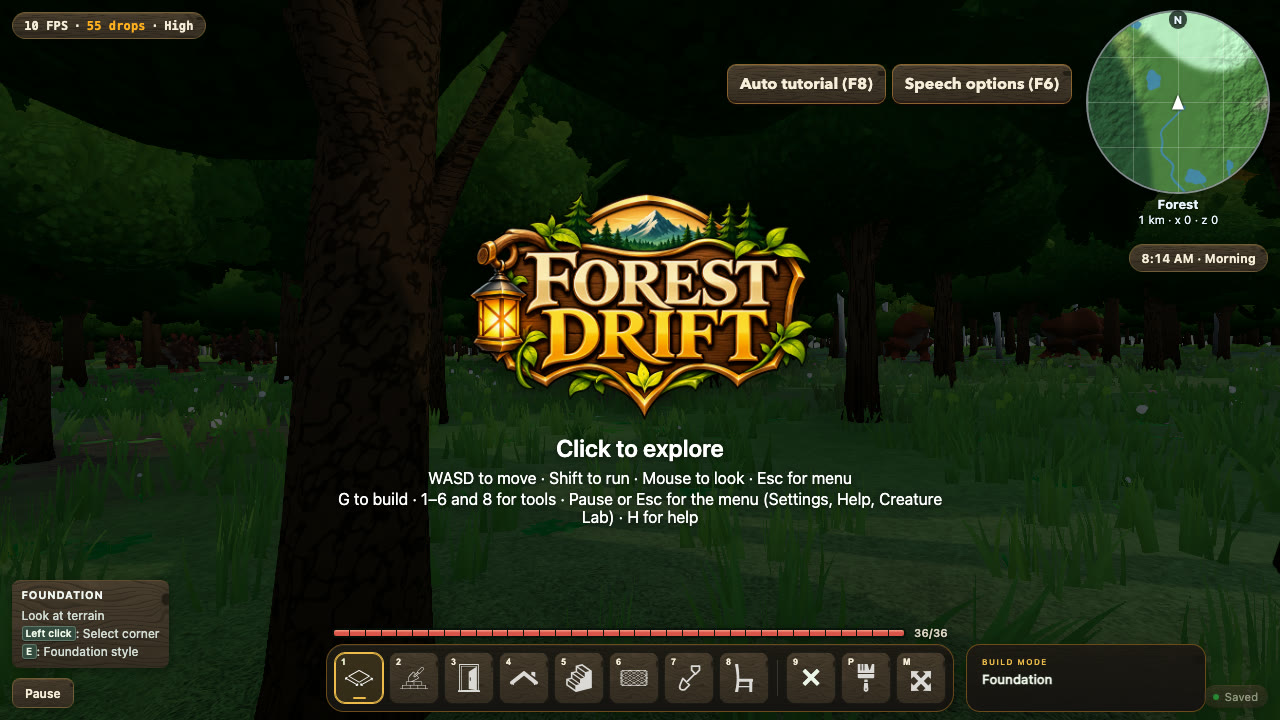 10 FPS · 55 drops · High
Auto tutorial (F8)
Speech options (F6)
N
Forest
1 km · x 0 · z 0
8:14 AM · Morning
FOREST
DRIFT
Click to explore
WASD to move · Shift to run · Mouse to look · Esc for menu
G to build · 1–6 and 8 for tools · Pause or Esc for the menu (Settings, Help, Creature
Lab) · H for help
FOUNDATION
Look at terrain
Left click: Select corner
E: Foundation style
Pause
36/36
1 2 3 4 5 6 7 8 9 P M
BUILD MODE
Foundation
Saved